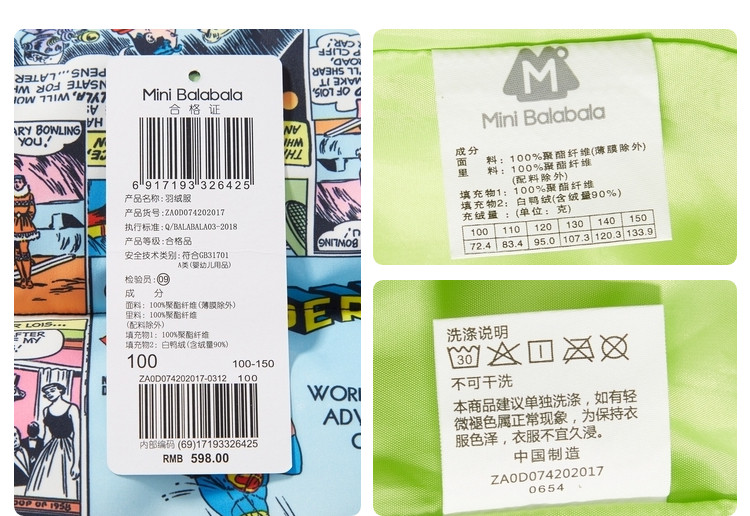 Mini Balabala
合格证
6 917193 326425
产品名称:羽绒服
产品货号:ZA0D074202017
执行标准:Q/BALABALA03-2018
产品等级:合格品
安全技术类别:符合GB31701
A类(婴幼儿用品)
检验员:09
成 分
面料:100%聚酯纤维(薄膜除外)
里料:100%聚酯纤维
(配料除外)
填充物1:100%聚酯纤维
填充物2:白鸭绒(含绒量90%)
100 100-150
ZA0D074202017-0312 100
内部编码 (69)17193326425
RMB 598.00
ARY BOWLING
YOU!
BOWLING
YOU!
WORL
ADV
OOP OF 1958
M
Mini Balabala
成分
面 料:100%聚酯纤维(薄膜除外)
里 料:100%聚酯纤维
(配料除外)
填充物1:100%聚酯纤维
填充物2:白鸭绒(含绒量90%)
充绒量:(单位:克)
100 110 120 130 140 150
72.4 83.4 95.0 107.3 120.3 133.9
洗涤说明
30
不可干洗
本商品建议单独洗涤,如有轻
微褪色属正常现象,为保持衣
服色泽,衣服不宜久浸。
中国制造
ZA0D074202017
0654